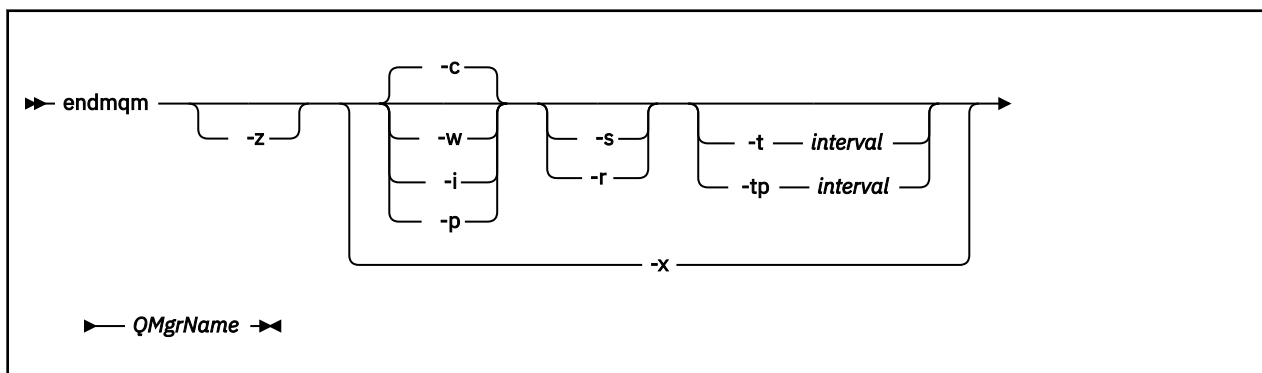 -c
endmqm
-z
-w
-s
-t interval
-i
-r
-tp interval
-p
-x
QMgrName